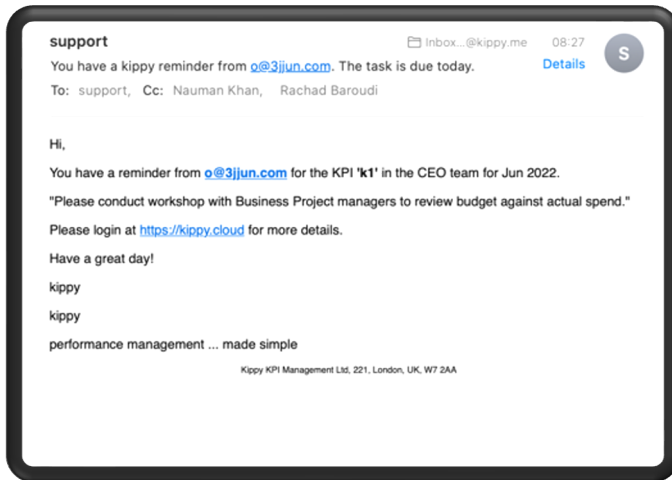 support
Inbox...@kippy.me 08:27
S
You have a kippy reminder from o@3jjun.com. The task is due today.
Details
To: support, Cc: Nauman Khan, Rachad Baroudi
Hi,
You have a reminder from o@3jjun.com for the KPI 'k1' in the CEO team for Jun 2022.
"Please conduct workshop with Business Project managers to review budget against actual spend."
Please login at https://kippy.cloud for more details.
Have a great day!
kippy
kippy
performance management ... made simple
Kippy KPI Management Ltd, 221, London, UK, W7 2AA